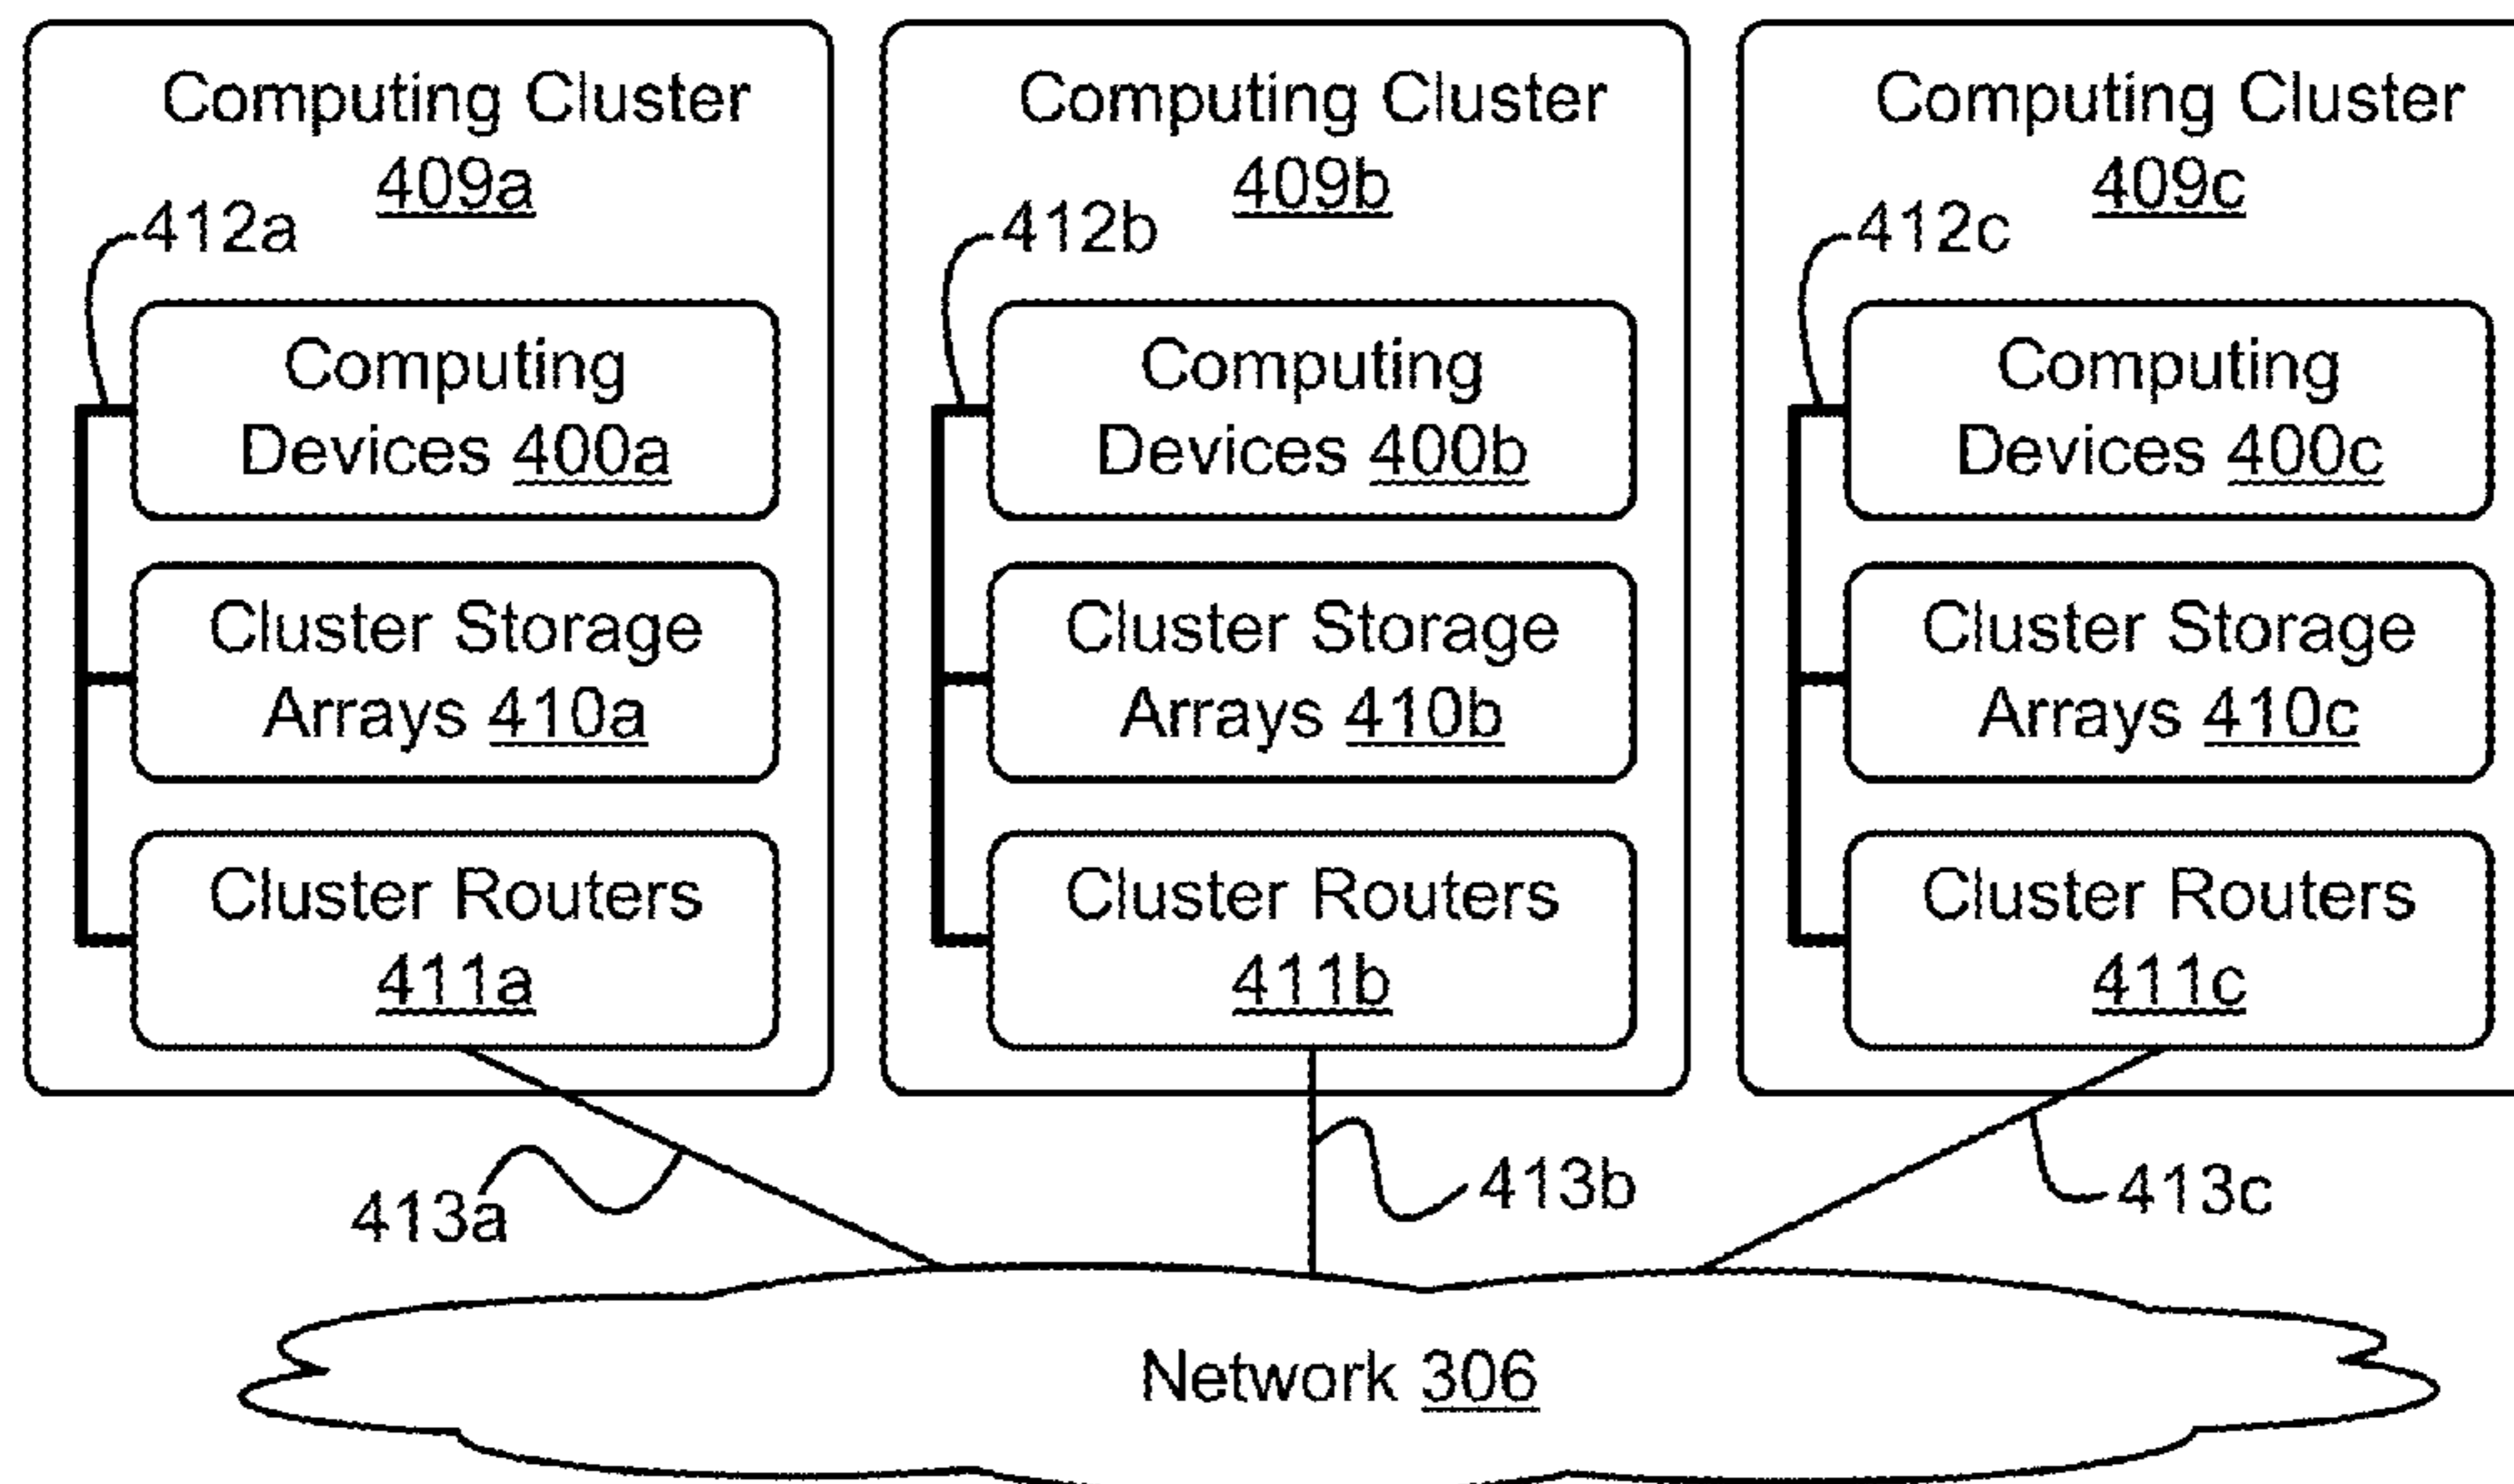 Computing Cluster
409a
412a
Computing
Devices 400a
Cluster Storage
Arrays 410a
Cluster Routers
411a
Computing Cluster
409b
412b
Computing
Devices 400b
Cluster Storage
Arrays 410b
Cluster Routers
411b
Computing Cluster
409c
412c
Computing
Devices 400c
Cluster Storage
Arrays 410c
Cluster Routers
411c
413a
413b
413c
Network 306